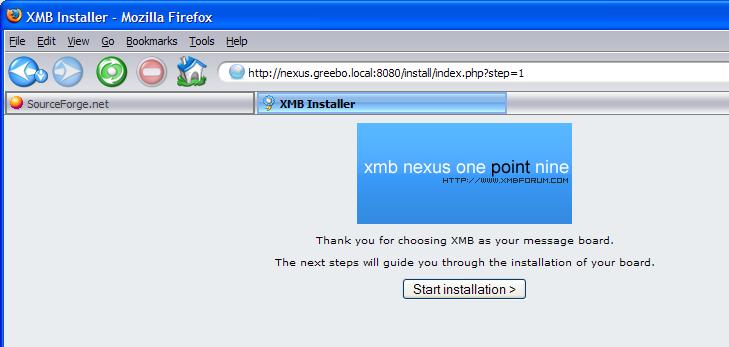 XMB Installer - Mozilla Firefox
File Edit View Go Bookmarks Tools Help
http://nexus.greebo.local:8080/install/index.php?step=1
SourceForge.net XMB Installer
xmb nexus one point nine
HTTP://WWW.XMBFORUM.COM
Thank you for choosing XMB as your message board.
The next steps will guide you through the installation of your board.
Start installation >